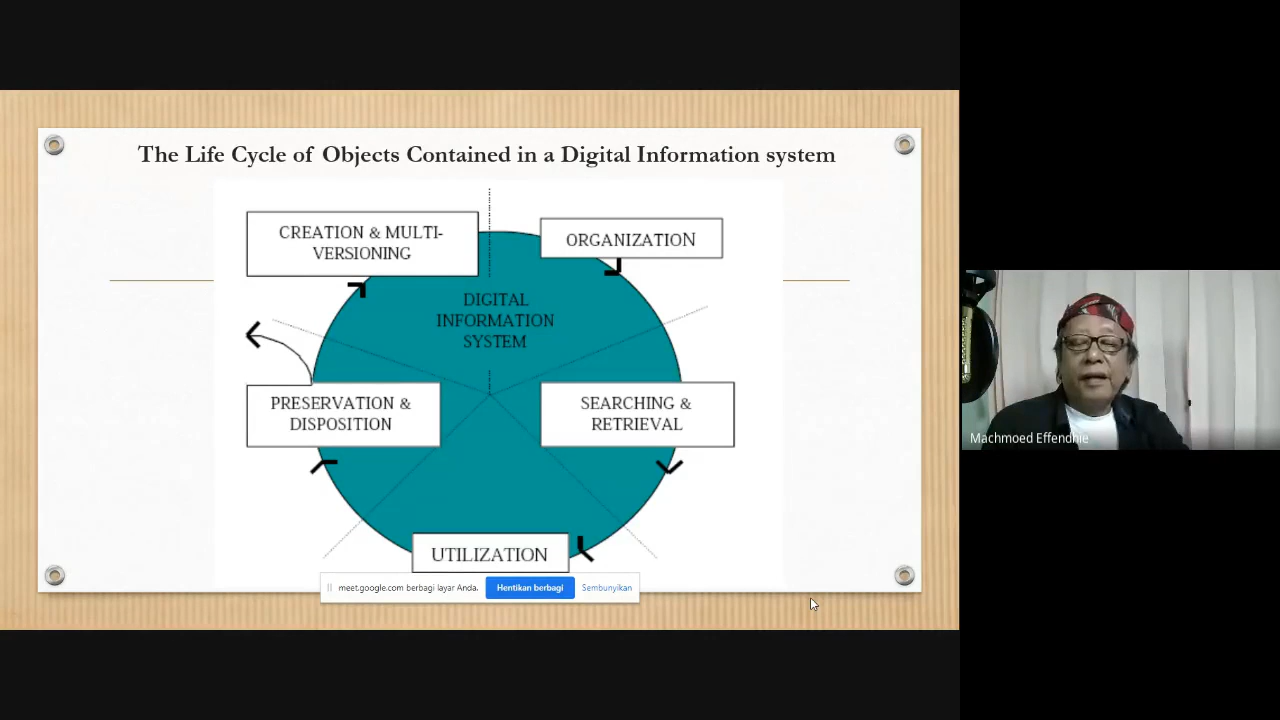 The Life Cycle of Objects Contained in a Digital Information system
CREATION & MULTI-
VERSIONING
ORGANIZATION
DIGITAL
INFORMATION
SYSTEM
PRESERVATION &
DISPOSITION
SEARCHING &
RETRIEVAL
UTILIZATION
meet.google.com berbagi layar Anda. Hentikan berbagi Sembunyikan
Machmoed Effendhie